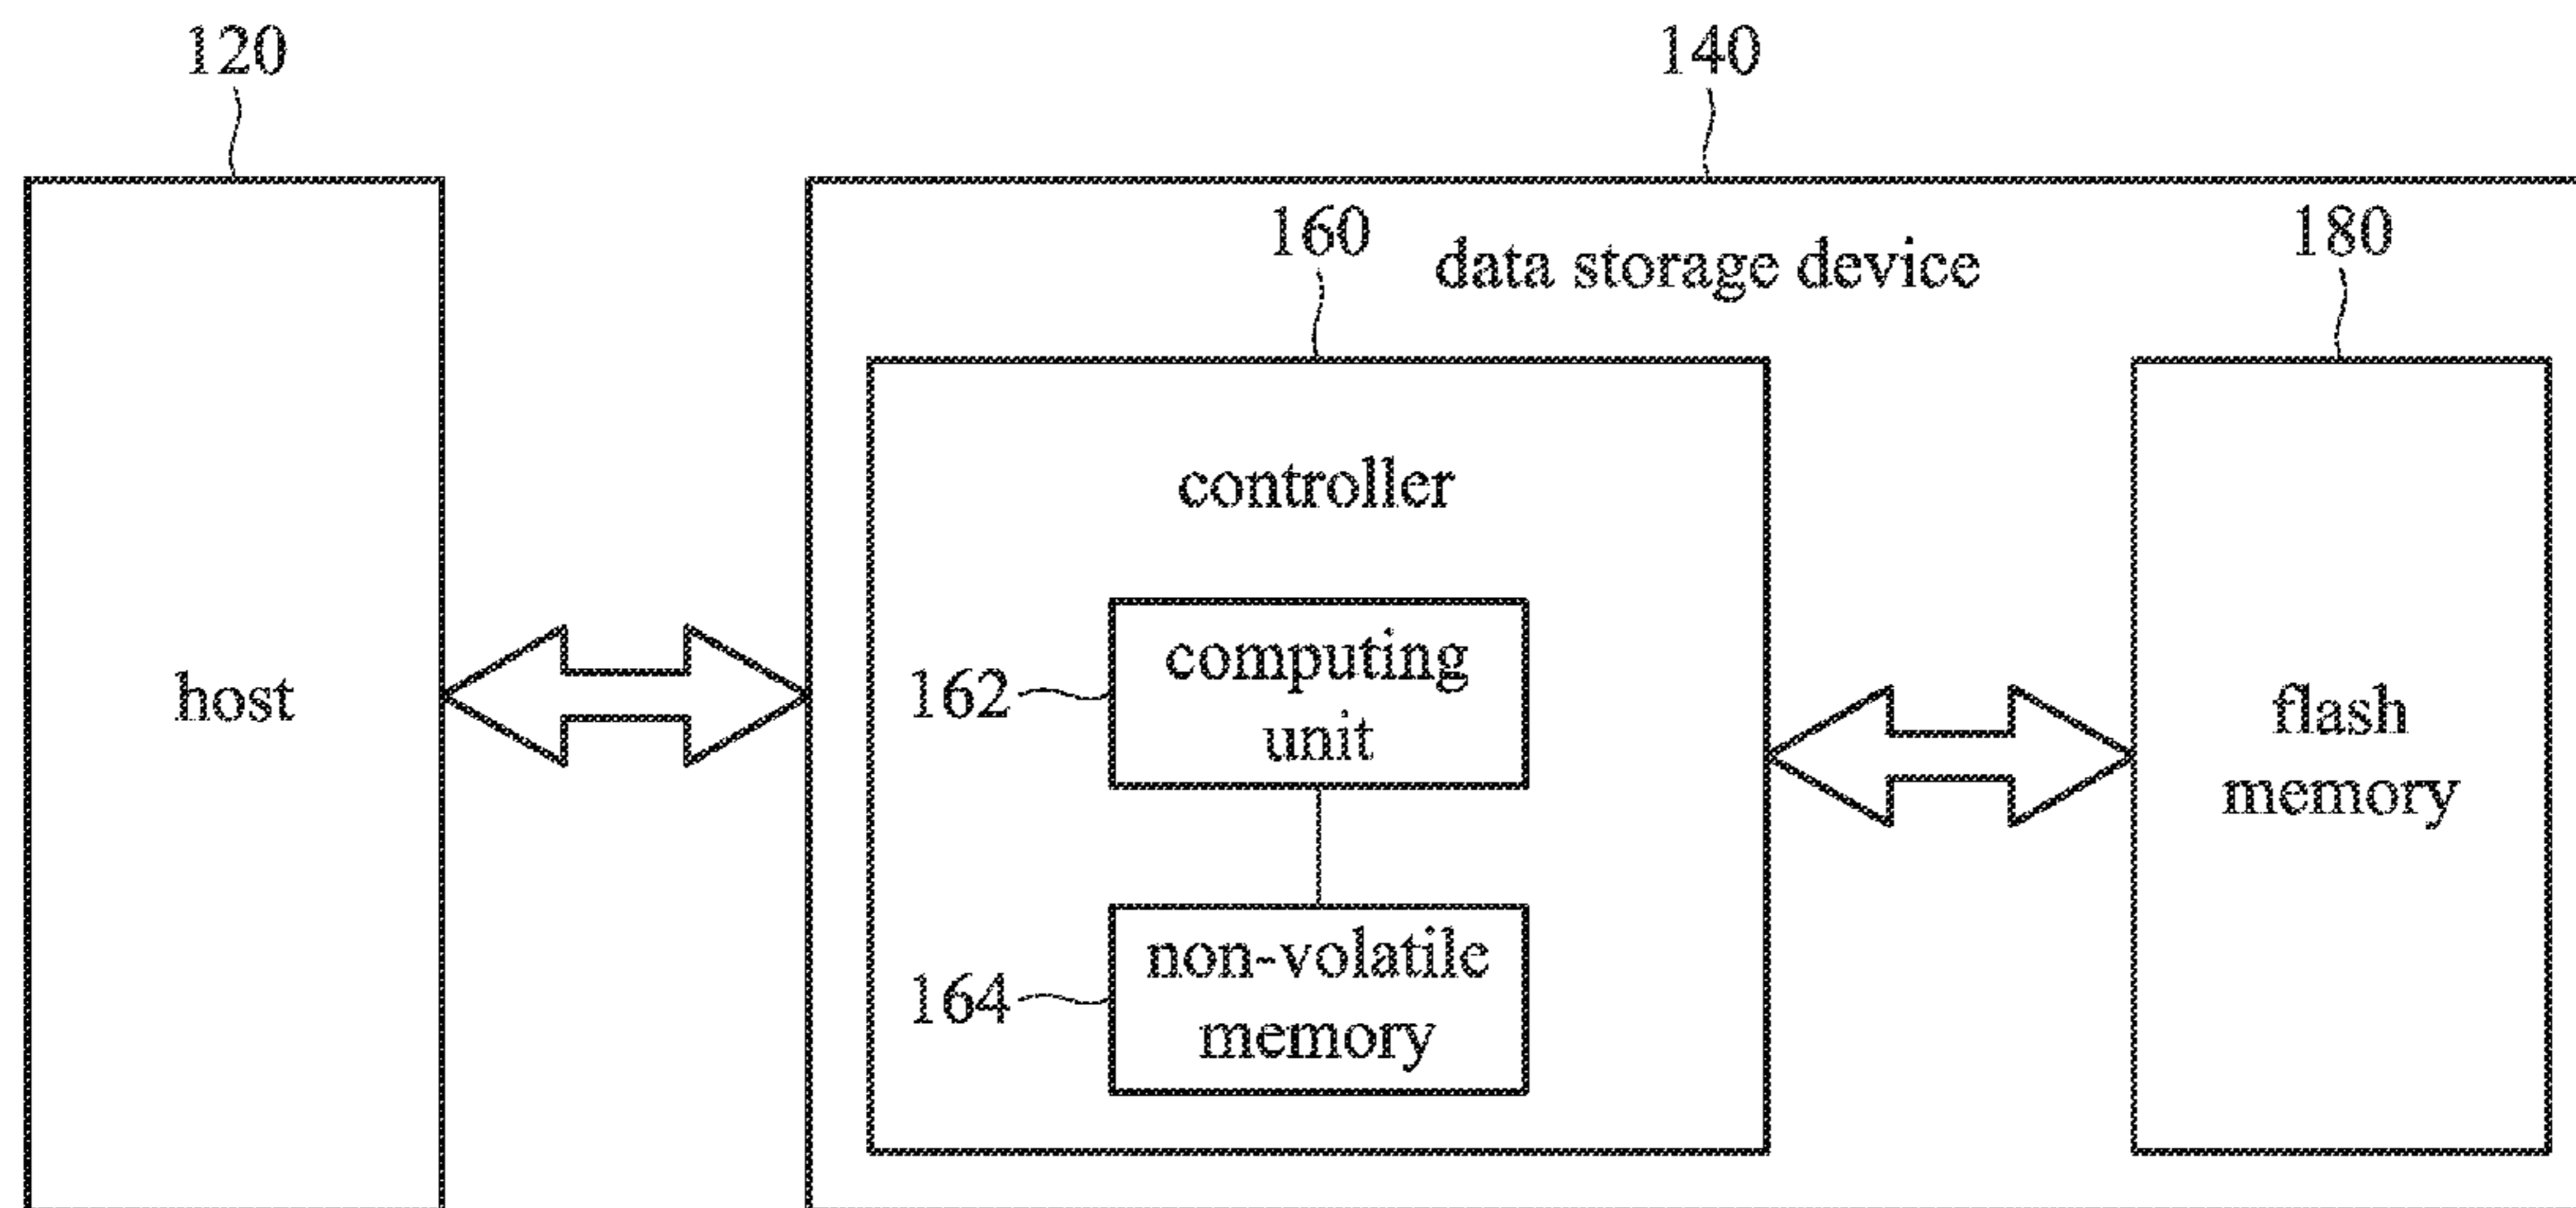 120
140
160
180
data storage device
controller
host
162
computing
unit
flash
memory
164
non-volatile
memory